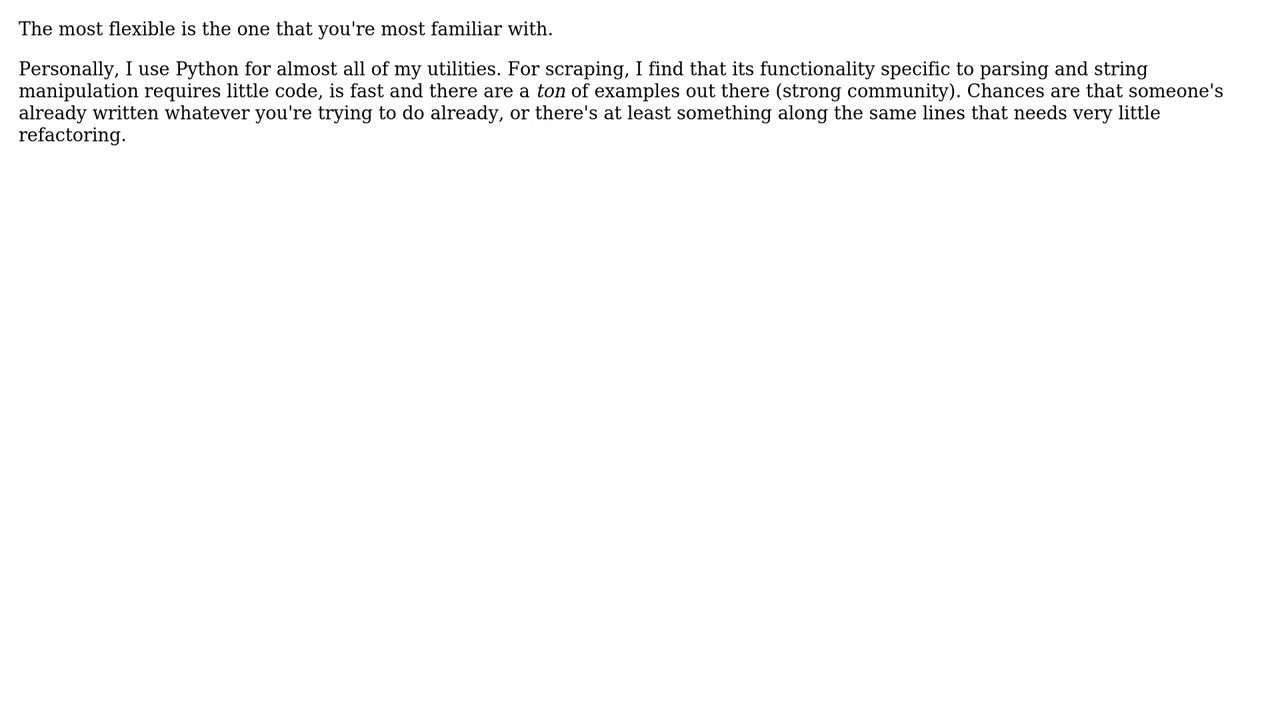 The most flexible is the one that you're most familiar with.
Personally, I use Python for almost all of my utilities. For scraping, I find that its functionality specific to parsing and string
manipulation requires little code, is fast and there are a ton of examples out there (strong community). Chances are that someone's
already written whatever you're trying to do already, or there's at least something along the same lines that needs very little
refactoring.